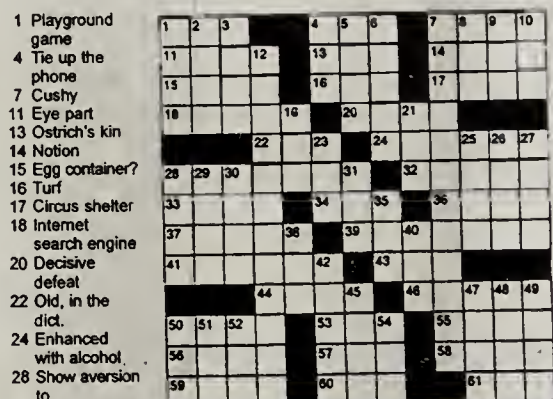 1 Playground
game
4 Tie up the
phone
7 Cushy
11 Eye part
13 Ostrich's kin
14 Notion
15 Egg container?
16 Turf
17 Circus shelter
18 Internet
search engine
20 Decisive
defeat
22 Old, in the
dict.
24 Enhanced
with alcohol
28 Show aversion
to
1 2 3 4 5 6 7 8 9 10
11 12 13 14
15 16 17
18 19 20 21
22 23 24 25 26 27
28 29 30 31 32
33 34 35 36
37 38 39 40
41 42 43
44 45 46 47 48 49
50 51 52 53 54 55
56 57 58
59 60 61